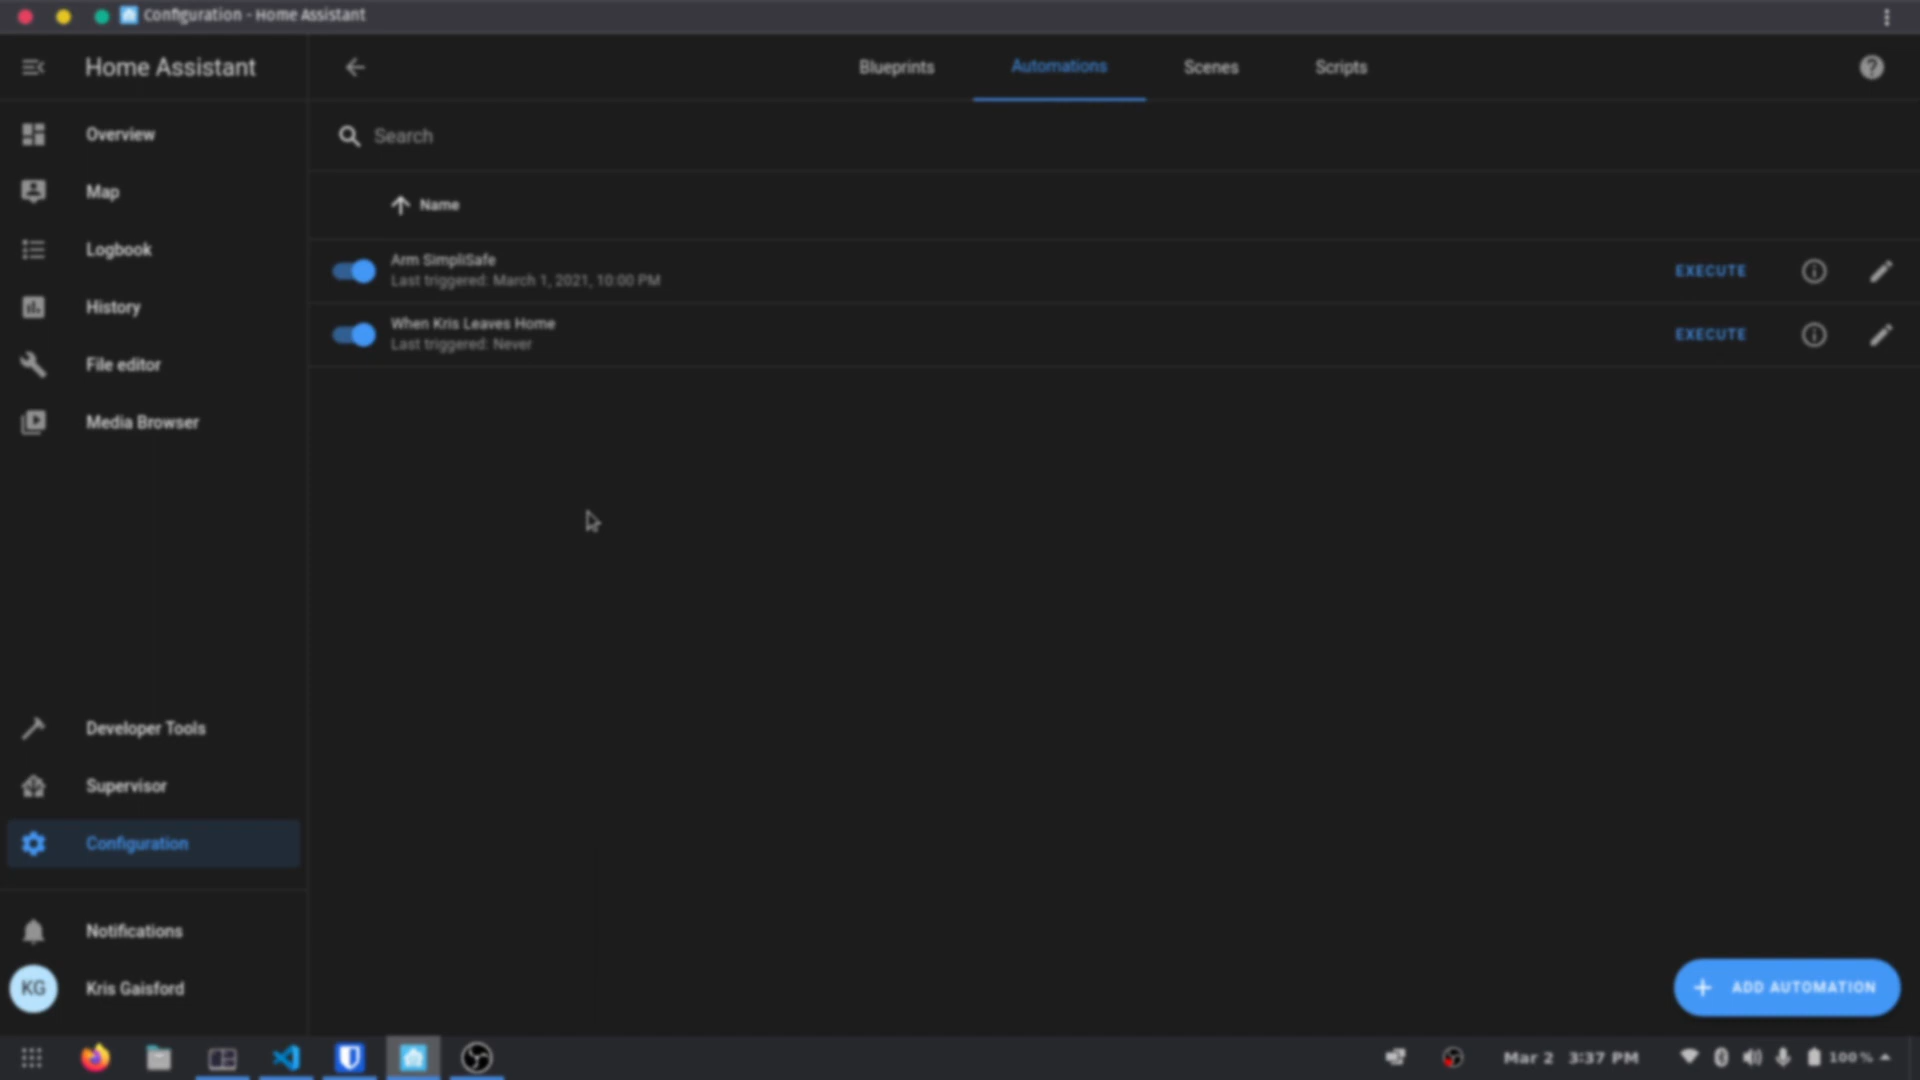 Configuration - Home Assistant
Home Assistant
Blueprints
Automations
Scenes
Scripts
Overview
Search
Map
Name
Logbook
Arm SimpliSafe
Last triggered: March 1, 2021, 10:00 PM
EXECUTE
History
When Kris Leaves Home
Last triggered: Never
EXECUTE
File editor
Media Browser
Developer Tools
Supervisor
Configuration
Notifications
KG
Kris Gaisford
ADD AUTOMATION
Mar 2 3:37 PM
100%